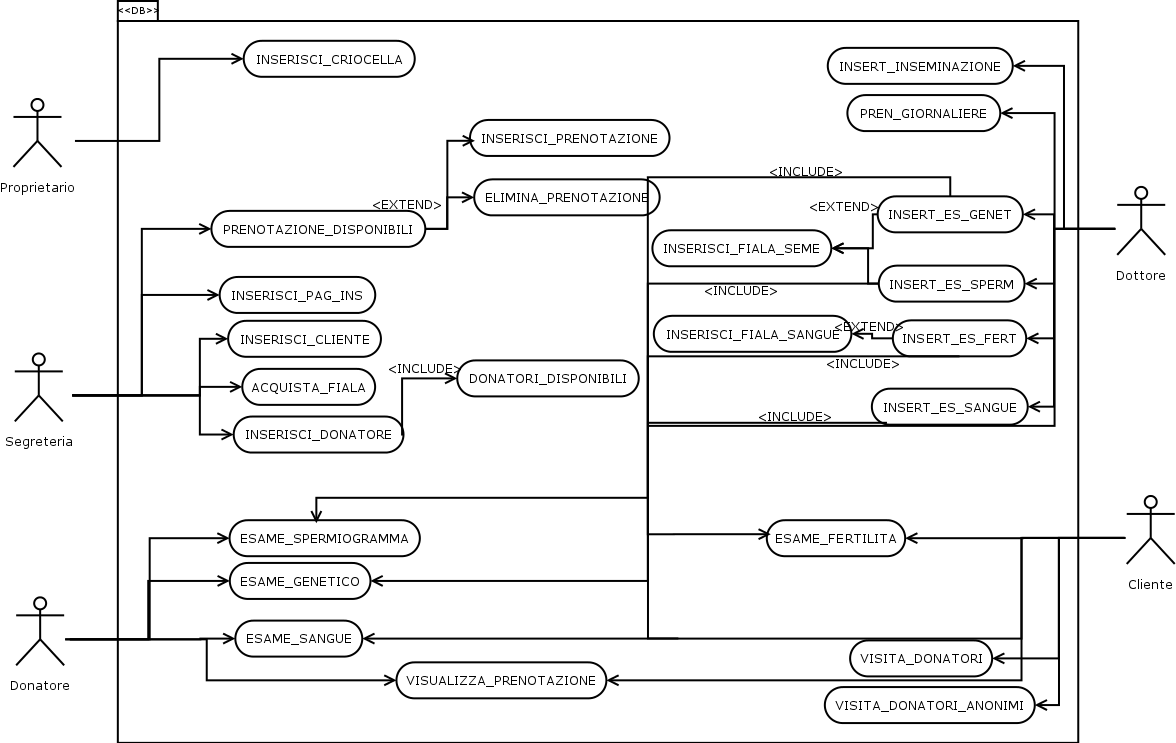 <<DB>>
INSERISCI_CRIOCELLA
INSERT_INSEMINAZIONE
PREN_GIORNALIERE
INSERISCI_PRENOTAZIONE
<INCLUDE>
Proprietario
ELIMINA_PRENOTAZIONE
<EXTEND>
<EXTEND>
INSERT_ES_GENET
PRENOTAZIONE_DISPONIBILI
INSERISCI_FIALA_SEME
Dottore
INSERT_ES_SPERM
<INCLUDE>
INSERISCI_PAG_INS
<EXTEND>
INSERISCI_FIALA_SANGUE
INSERT_ES_FERT
INSERISCI_CLIENTE
<INCLUDE>
<INCLUDE>
DONATORI_DISPONIBILI
ACQUISTA_FIALA
INSERT_ES_SANGUE
<INCLUDE>
INSERISCI_DONATORE
Segreteria
ESAME_SPERMIOGRAMMA
ESAME_FERTILITA
ESAME_GENETICO
Cliente
ESAME_SANGUE
VISITA_DONATORI
Donatore
VISUALIZZA_PRENOTAZIONE
VISITA_DONATORI_ANONIMI